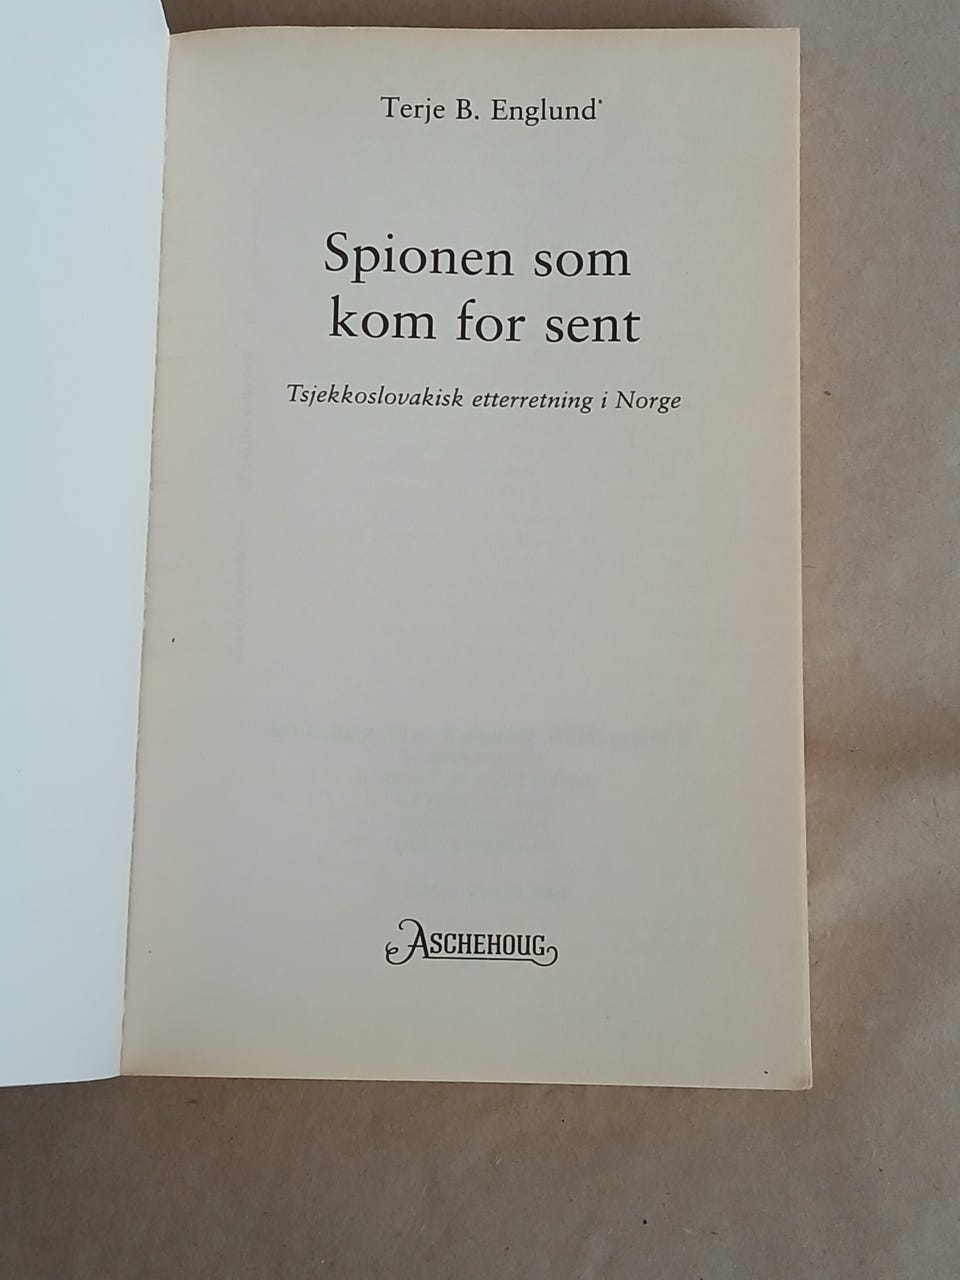 Terje B. Englund
Spionen som
kom for sent
Tsjekkoslovakisk etterretning i Norge
ASCHEHOUG